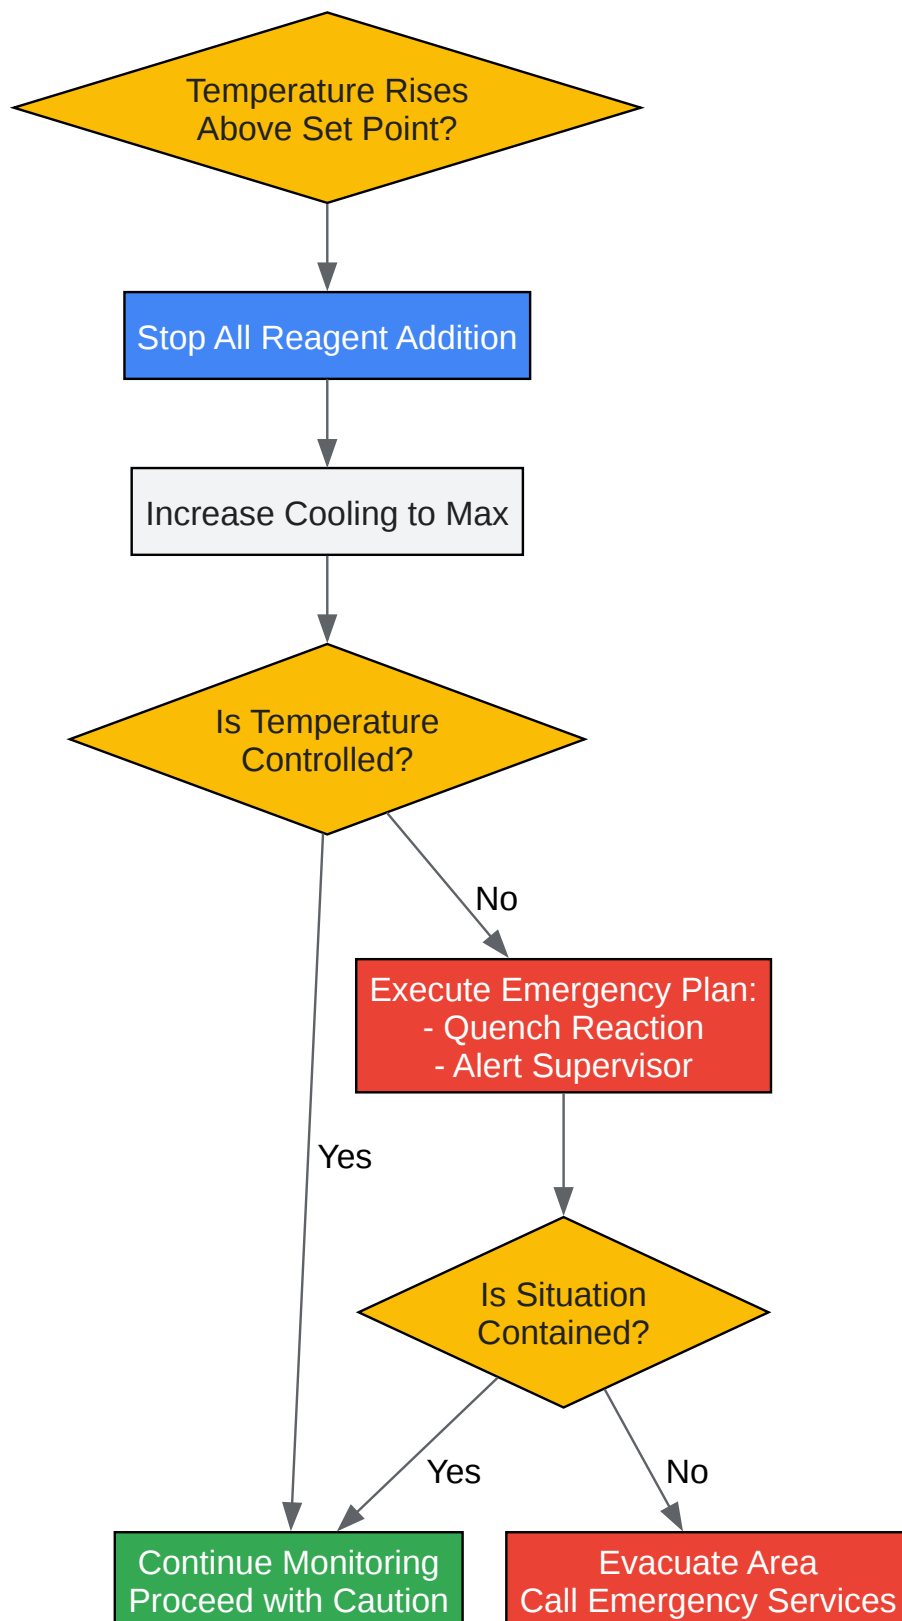 Temperature Rises
Above Set Point?
Stop All Reagent Addition
Increase Cooling to Max
Is Temperature
Controlled?
No
Execute Emergency Plan:
- Quench Reaction
- Alert Supervisor
Yes
Is Situation
Contained?
Yes
No
Continue Monitoring
Proceed with Caution
Evacuate Area
Call Emergency Services